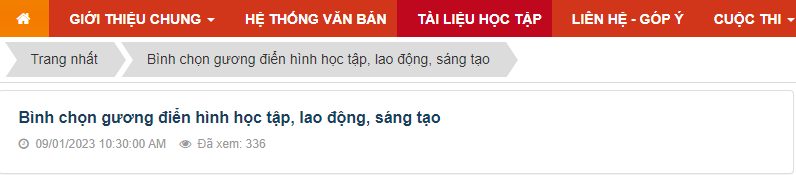 GIỚI THIỆU CHUNG HỆ THỐNG VĂN BẢN TÀI LIỆU HỌC TẬP LIÊN HỆ - GÓP Ý CUỘC THI
Trang nhất Bình chọn gương điển hình học tập, lao động, sáng tạo
Bình chọn gương điển hình học tập, lao động, sáng tạo
09/01/2023 10:30:00 AM Đã xem: 336